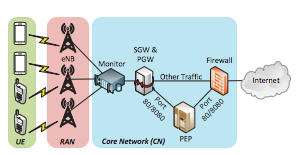 SGW &
PGW
Firewall
Monitor
eNB
Other Traffic
Internet
Port
80/8080
Port
80/8080
PEP
UE
RAN
Core Network (CN)